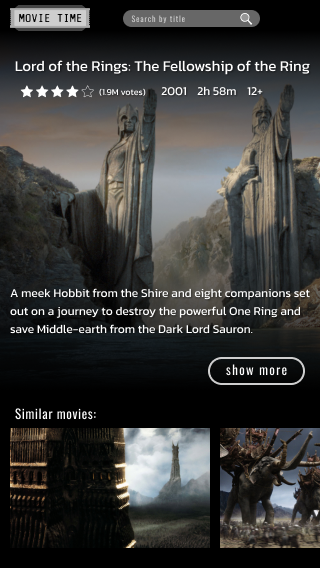 MOVIE TIME
Search by title
Lord of the Rings: The Fellowship of the Ring
(1.9M votes) 2001 2h 58m 12+
A meek Hobbit from the Shire and eight companions set
out on a journey to destroy the powerful One Ring and
save Middle-earth from the Dark Lord Sauron.
show more
Similar movies: